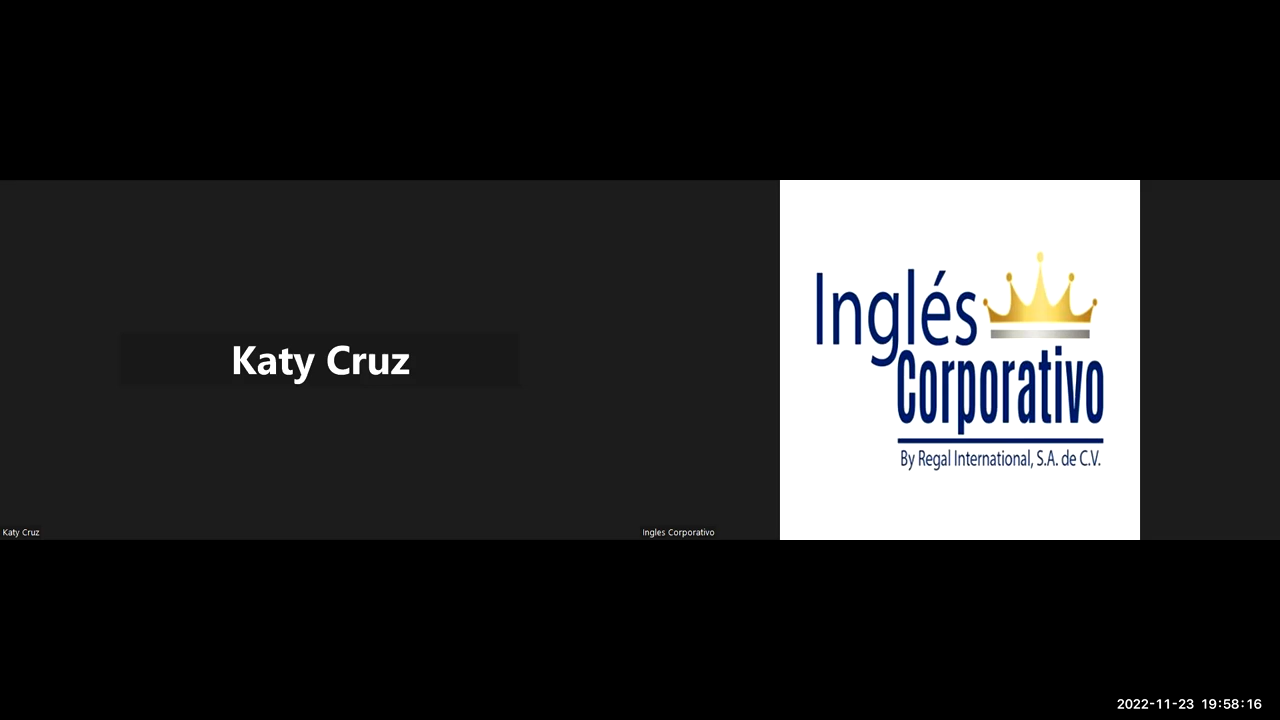 Katy Cruz
Inglés
Corporativo
By Regal International, S.A. de C.V.
Katy Cruz
Ingles Corporativo
2022-11-23 19:58:16